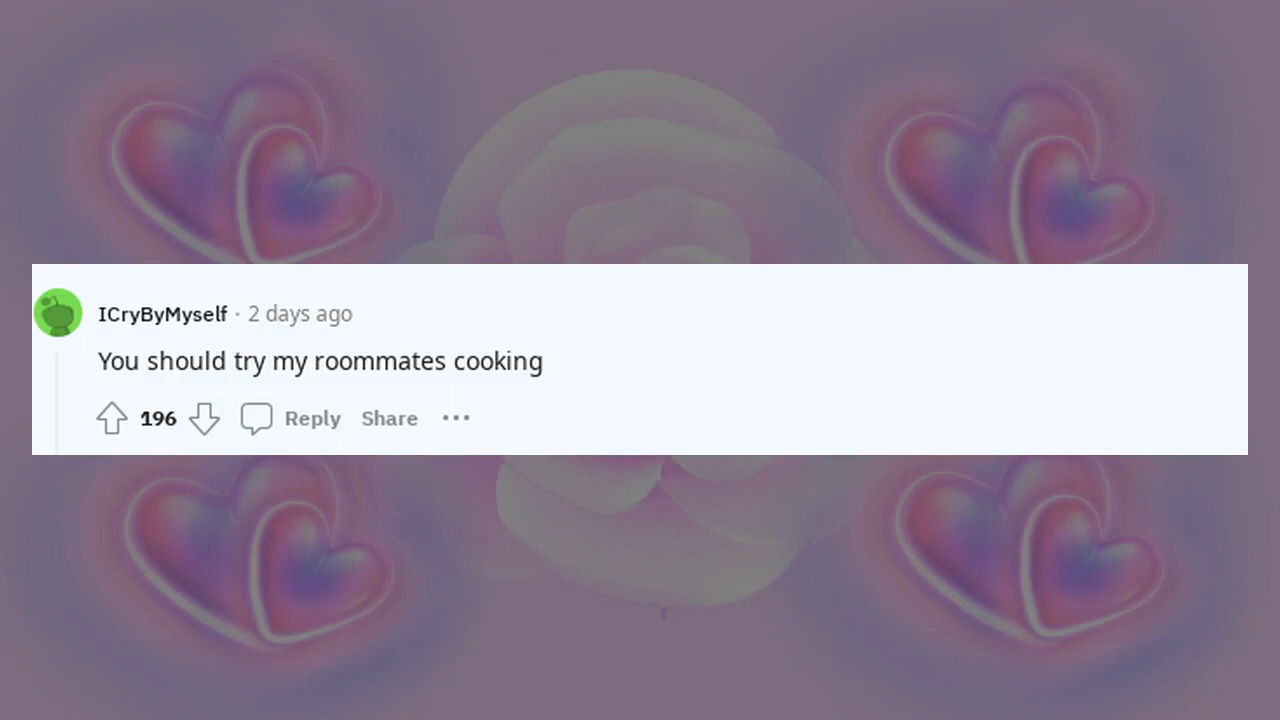 ICryByMyself · 2 days ago
You should try my roommates cooking
196 Reply Share ···